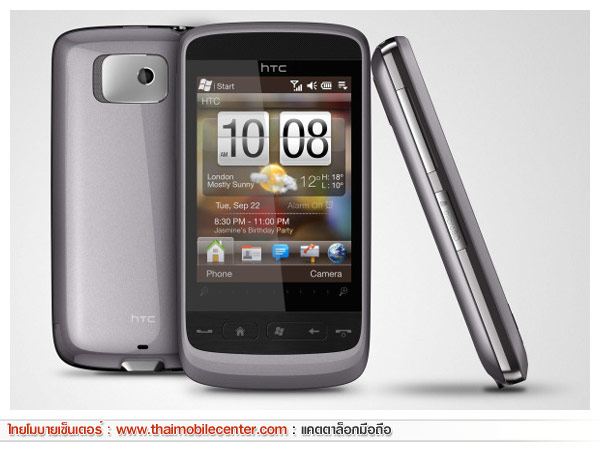 hTC
Start
HTC
10 08
AM
London
Mostly Sunny
12° H: 18°
L: 10°
Tue, Sep 22
Alarm Off
8:30 PM - 11:00 PM
Jasmine's Birthday Party
Phone Camera
hTC
ไทยโมบายเซ็นเตอร์ : www.thaimobilecenter.com : แคตตาล็อกมือถือ